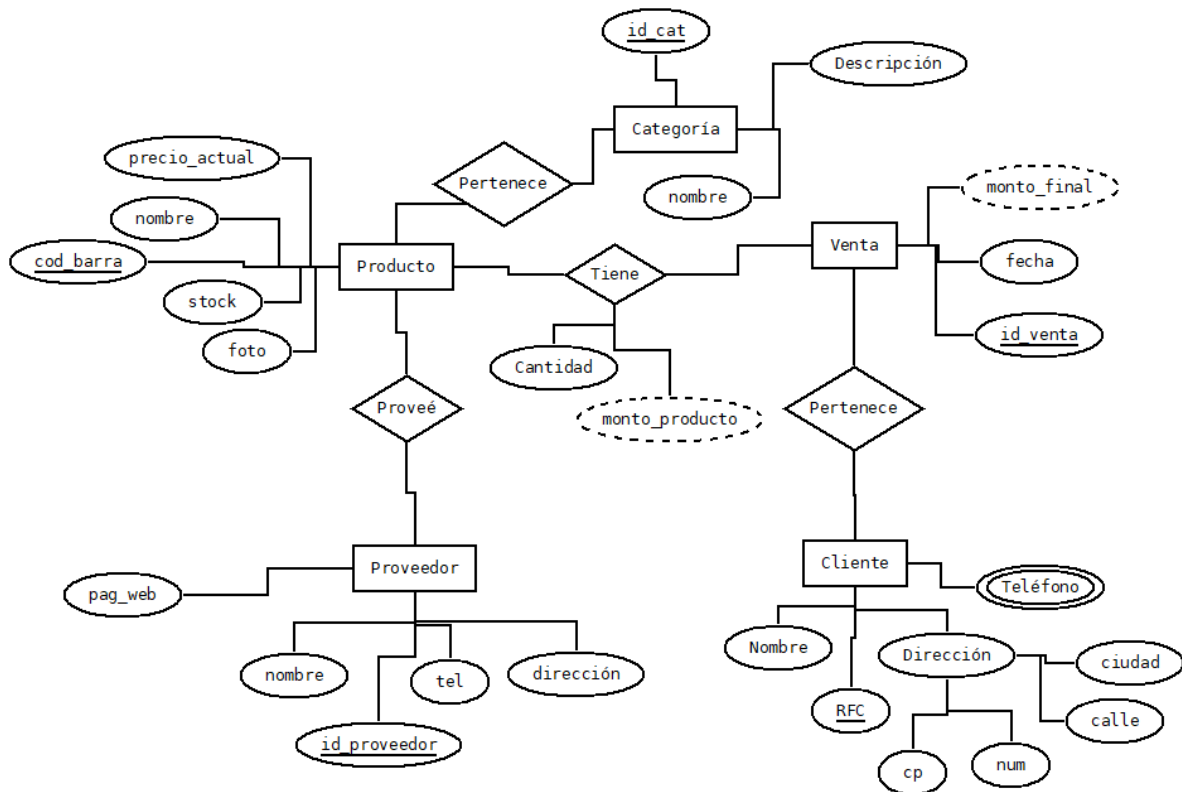 id_cat
Descripción
Categoría
precio_actual
Pertenece
nombre
monto_final
nombre
cod_barra
Producto
Tiene
Venta
fecha
stock
id_venta
foto
Cantidad
Proveé
monto_producto
Pertenece
Proveedor
Cliente
pag_web
Teléfono
nombre
tel
dirección
Nombre
Dirección
ciudad
RFC
calle
id_proveedor
cp
num